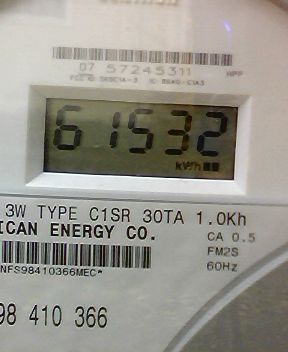 07 57245311 HPP
61532
kWh
3W TYPE C1SR 30TA 1.0Kh
ICAN ENERGY CO.
CA 0.5
FM2S
60Hz
NFS98410366MEC*
98 410 366